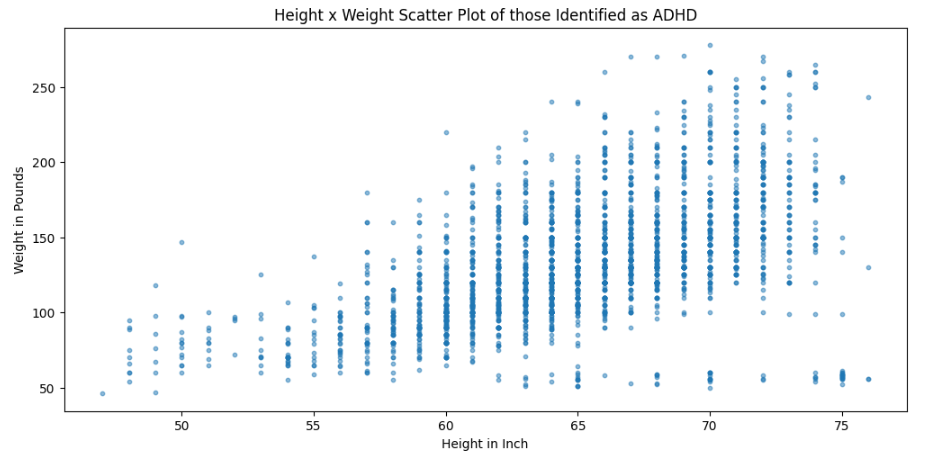 Height x Weight Scatter Plot of those Identified as ADHD
Weight in Pounds
250
200
150
100
50
50 55 60 65 70 75
Height in Inch